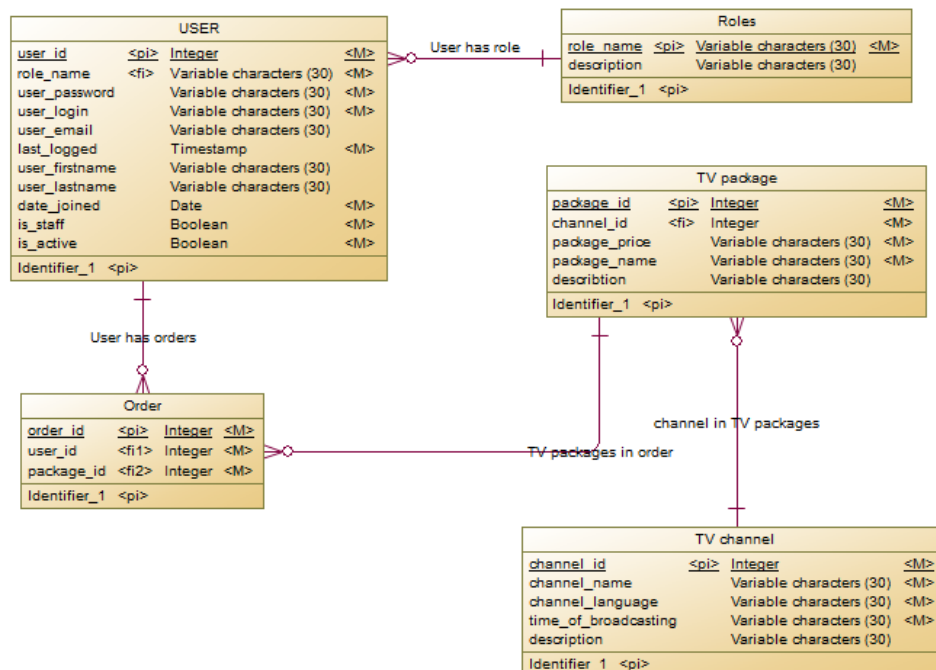 USER
user_id <pi> Integer <M>
role_name <fi> Variable characters (30) <M>
user_password Variable characters (30) <M>
user_login Variable characters (30) <M>
user_email Variable characters (30)
last_logged Timestamp <M>
user_firstname Variable characters (30)
user_lastname Variable characters (30)
date_joined Date <M>
is_staff Boolean <M>
is_active Boolean <M>
Identifier_1 <pi>
User has role
Roles
role_name <pi> Variable characters (30) <M>
description Variable characters (30)
Identifier_1 <pi>
TV package
package_id <pi> Integer <M>
channel_id <fi> Integer <M>
package_price Variable characters (30) <M>
package_name Variable characters (30) <M>
describtion Variable characters (30)
Identifier_1 <pi>
User has orders
Order
order_id <pi> Integer <M>
user_id <fi1> Integer <M>
package_id <fi2> Integer <M>
Identifier_1 <pi>
channel in TV packages
TV packages in order
TV channel
channel_id <pi> Integer <M>
channel_name Variable characters (30) <M>
channel_language Variable characters (30) <M>
time_of_broadcasting Variable characters (30) <M>
description Variable characters (30)
Identifier_1 <pi>